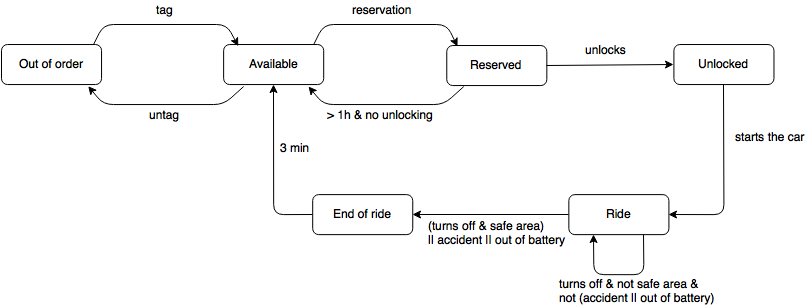 tag
reservation
Out of order
Available
Reserved
unlocks
Unlocked
untag
> 1h & no unlocking
starts the car
3 min
End of ride
Ride
(turns off & safe area)
|| accident || out of battery
turns off & not safe area &
not (accident || out of battery)